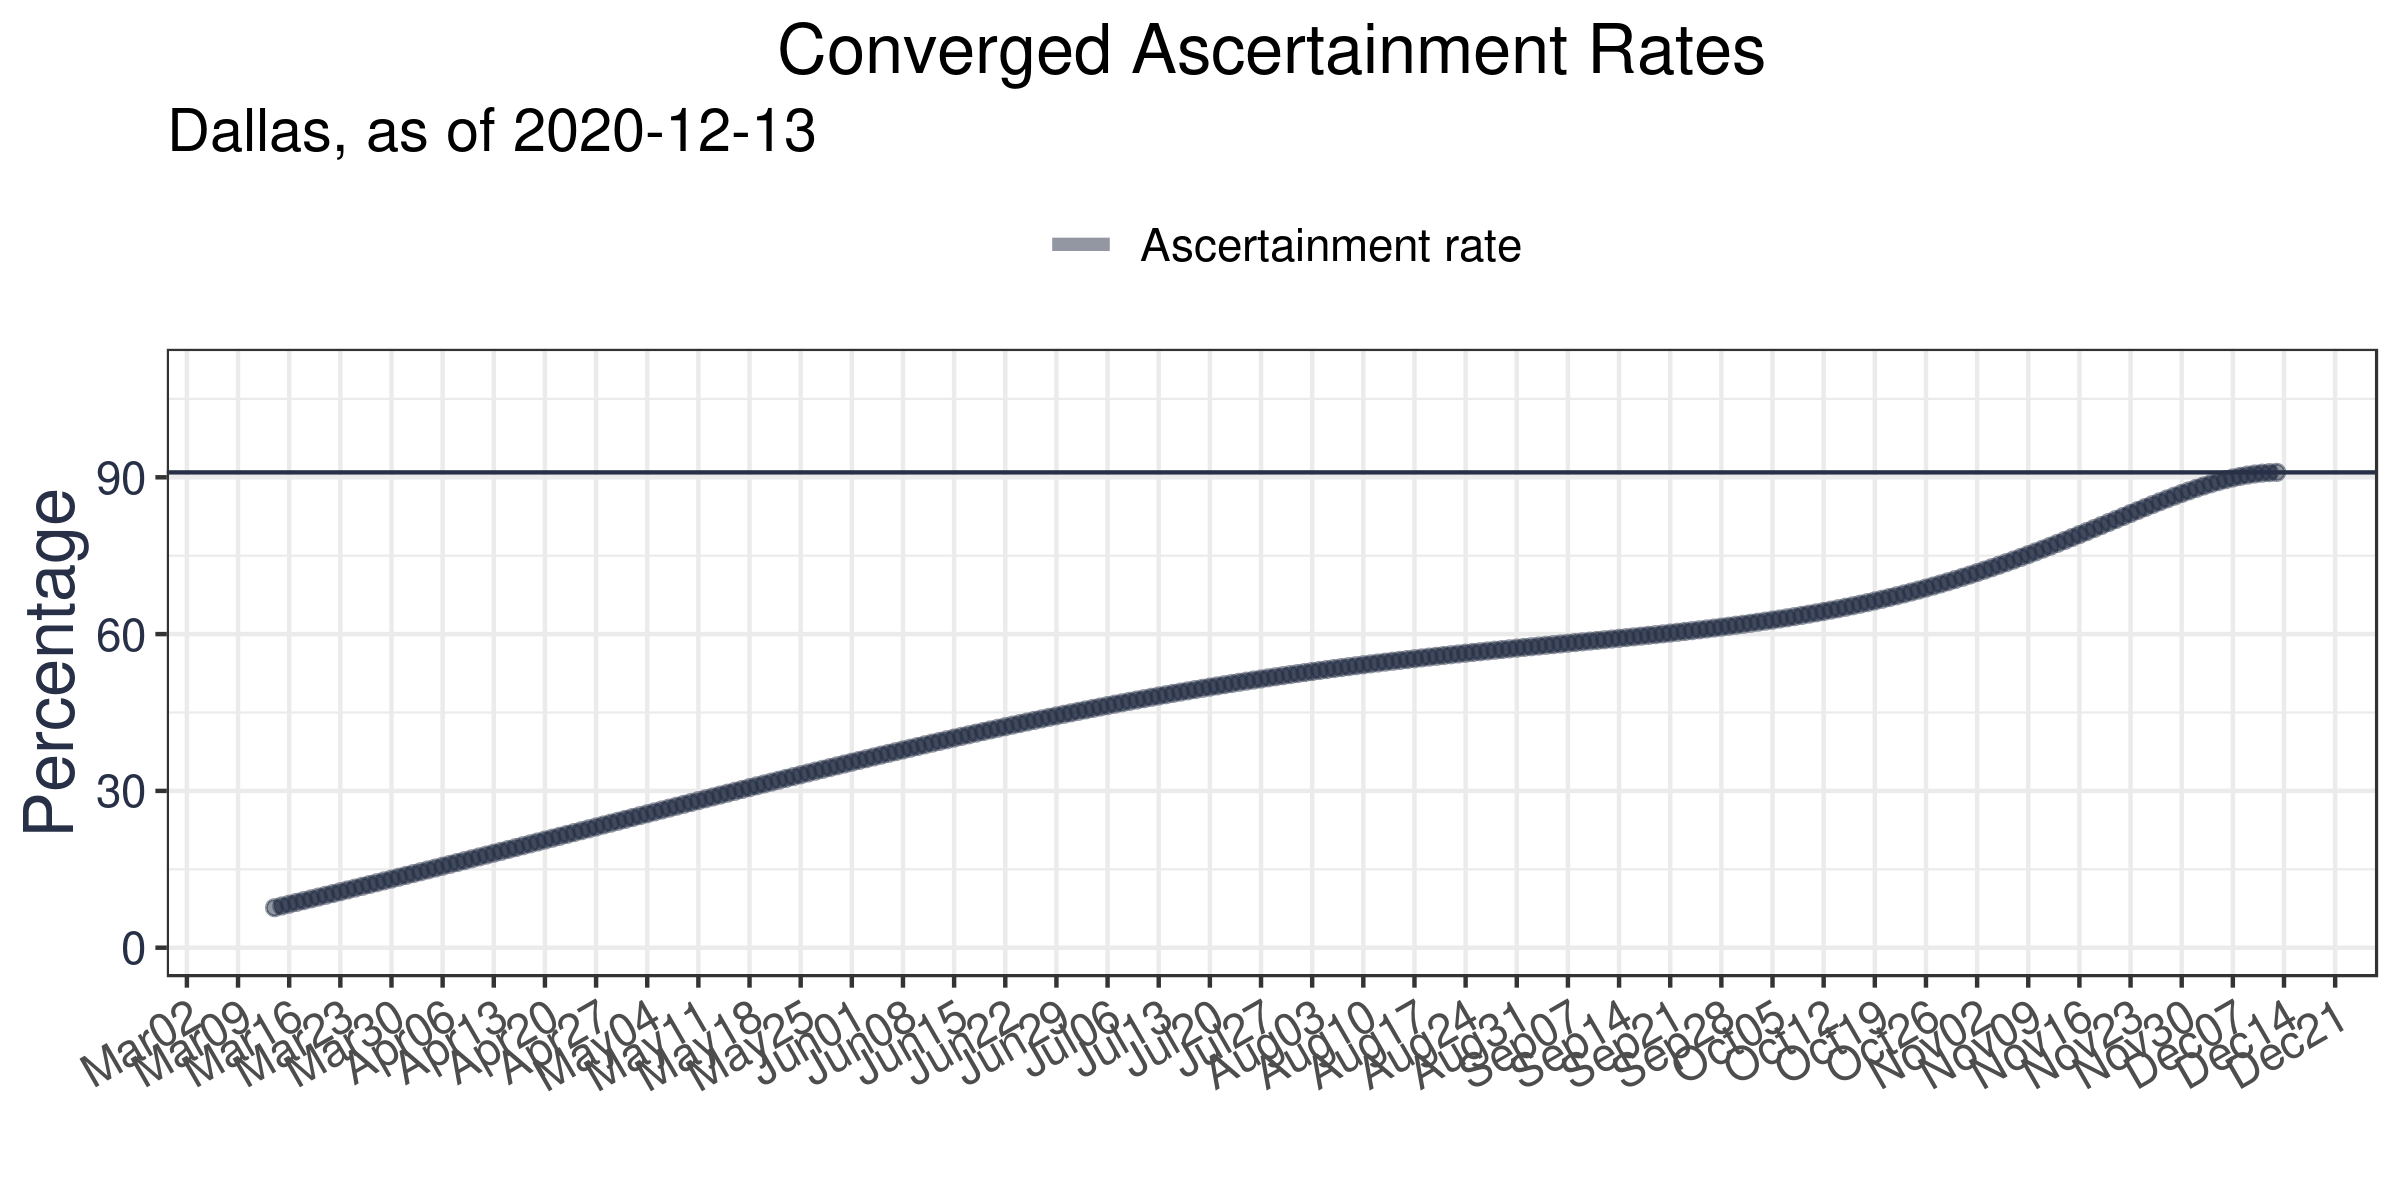 Converged Ascertainment Rates
Dallas, as of 2020-12-13
Ascertainment rate
Percentage
90
60
30
0
Mar02
Mar09
Mar16
Mar23
Mar30
Apr06
Apr13
Apr20
Apr27
May04
May11
May18
May25
Jun01
Jun08
Jun15
Jun22
Jun29
Jul06
Jul13
Jul20
Jul27
Aug03
Aug10
Aug17
Aug24
Aug31
Sep07
Sep14
Sep21
Sep28
Oct05
Oct12
Oct19
Oct26
Nov02
Nov09
Nov16
Nov23
Nov30
Dec07
Dec14
Dec21